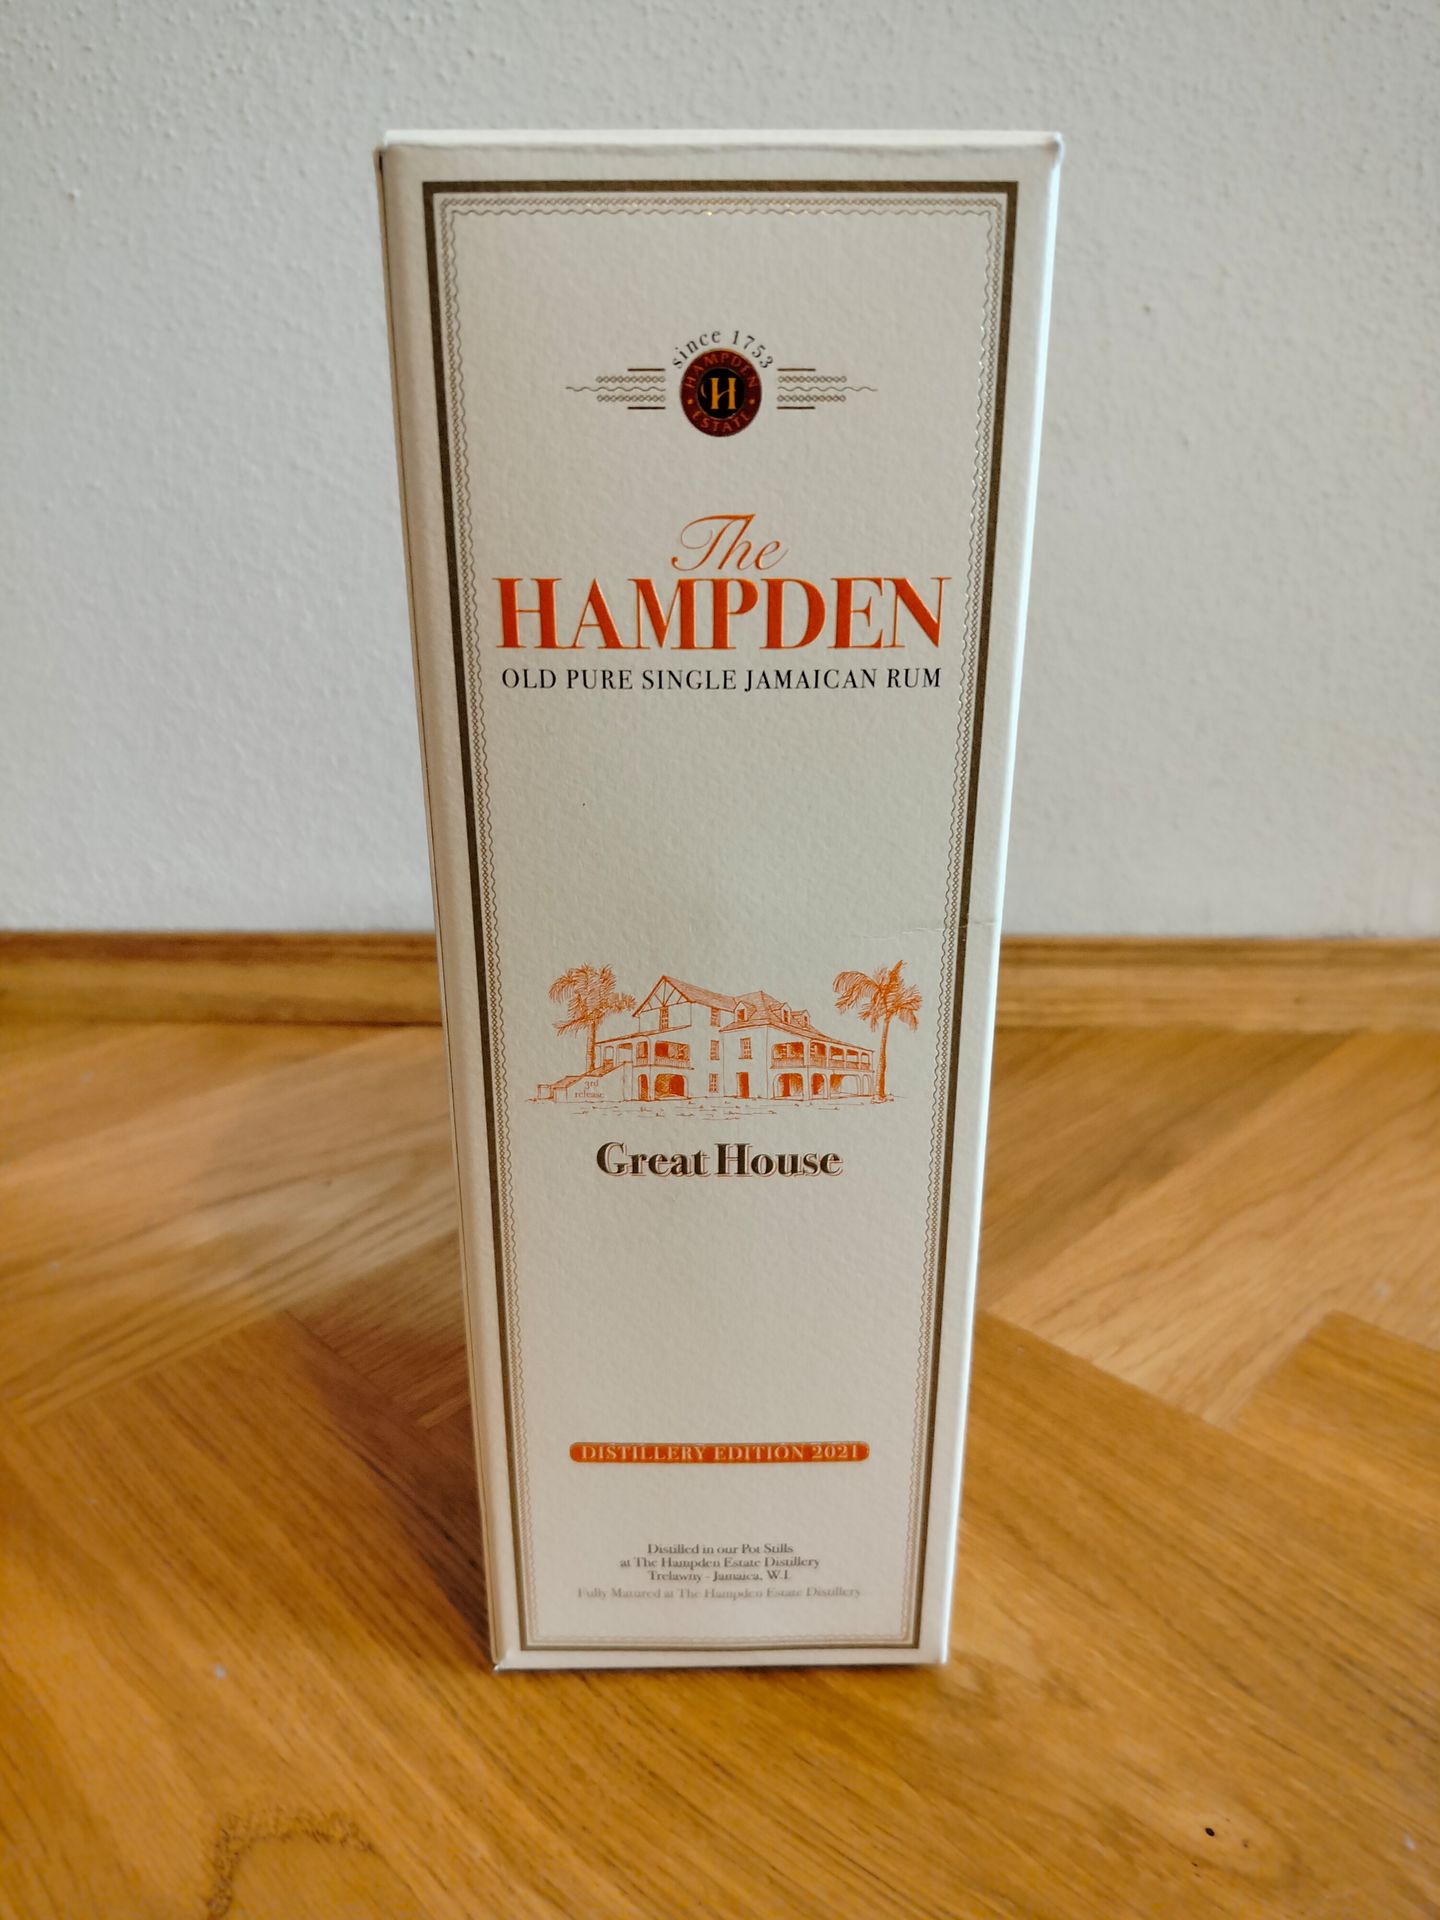 since 1753
HAMPDEN
H
ESTATE
The
HAMPDEN
OLD PURE SINGLE JAMAICAN RUM
3rd
release
Great House
DISTILLERY EDITION 2021
Distilled in our Pot Stills
at The Hampden Estate Distillery
Trelawny - Jamaica, W.I.
Fully Matured at The Hampden Estate Distillery